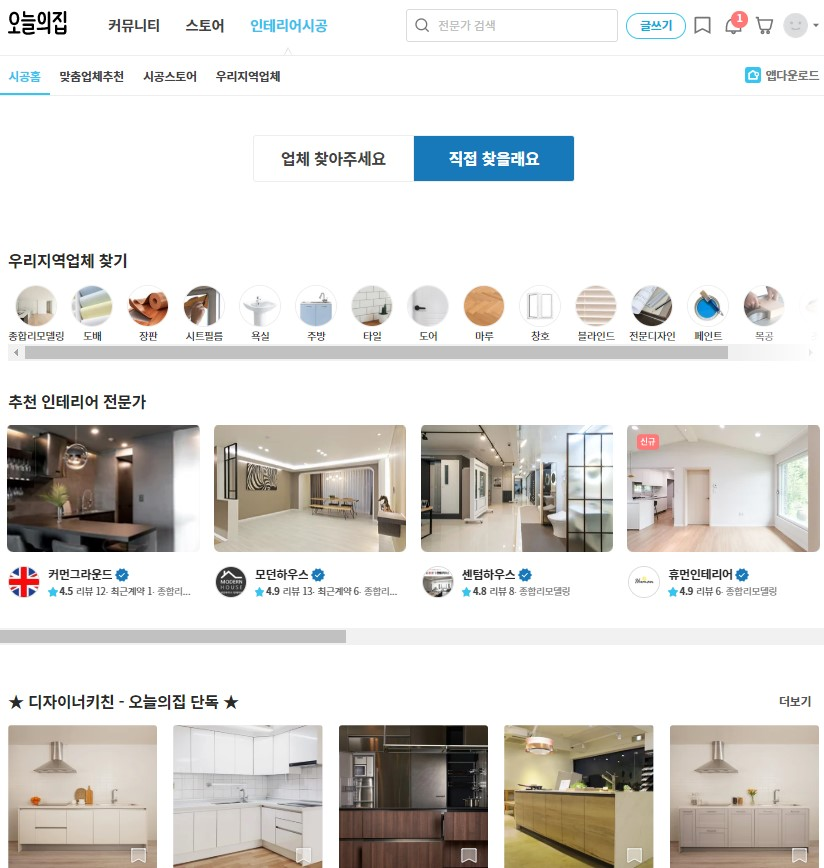 오늘의집 커뮤니티 스토어 인테리어시공 전문가 검색 글쓰기 1
시공홈 맞춤업체추천 시공스토어 우리지역업체 앱다운로드
업체 찾아주세요 직접 찾을래요
우리지역업체 찾기
종합리모델링 도배 장판 시트필름 욕실 주방 타일 도어 마루 창호 블라인드 전문디자인 페인트 목공
추천 인테리어 전문가
신규
커먼그라운드 모던하우스 센텀하우스 휴먼인테리어
MODERN
HOUSE
4.5 리뷰 12· 최근계약 1· 종합리... 4.9 리뷰 13· 최근계약 6· 종합리... 4.8 리뷰 8· 종합리모델링 4.9 리뷰 6· 종합리모델링
★ 디자이너키친 - 오늘의집 단독 ★ 더보기